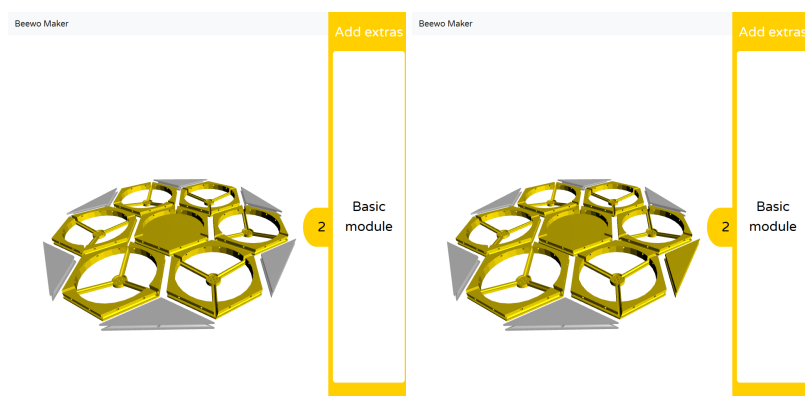 Beewo Maker
Add extras
2
Basic
module
Beewo Maker
Add extras
2
Basic
module